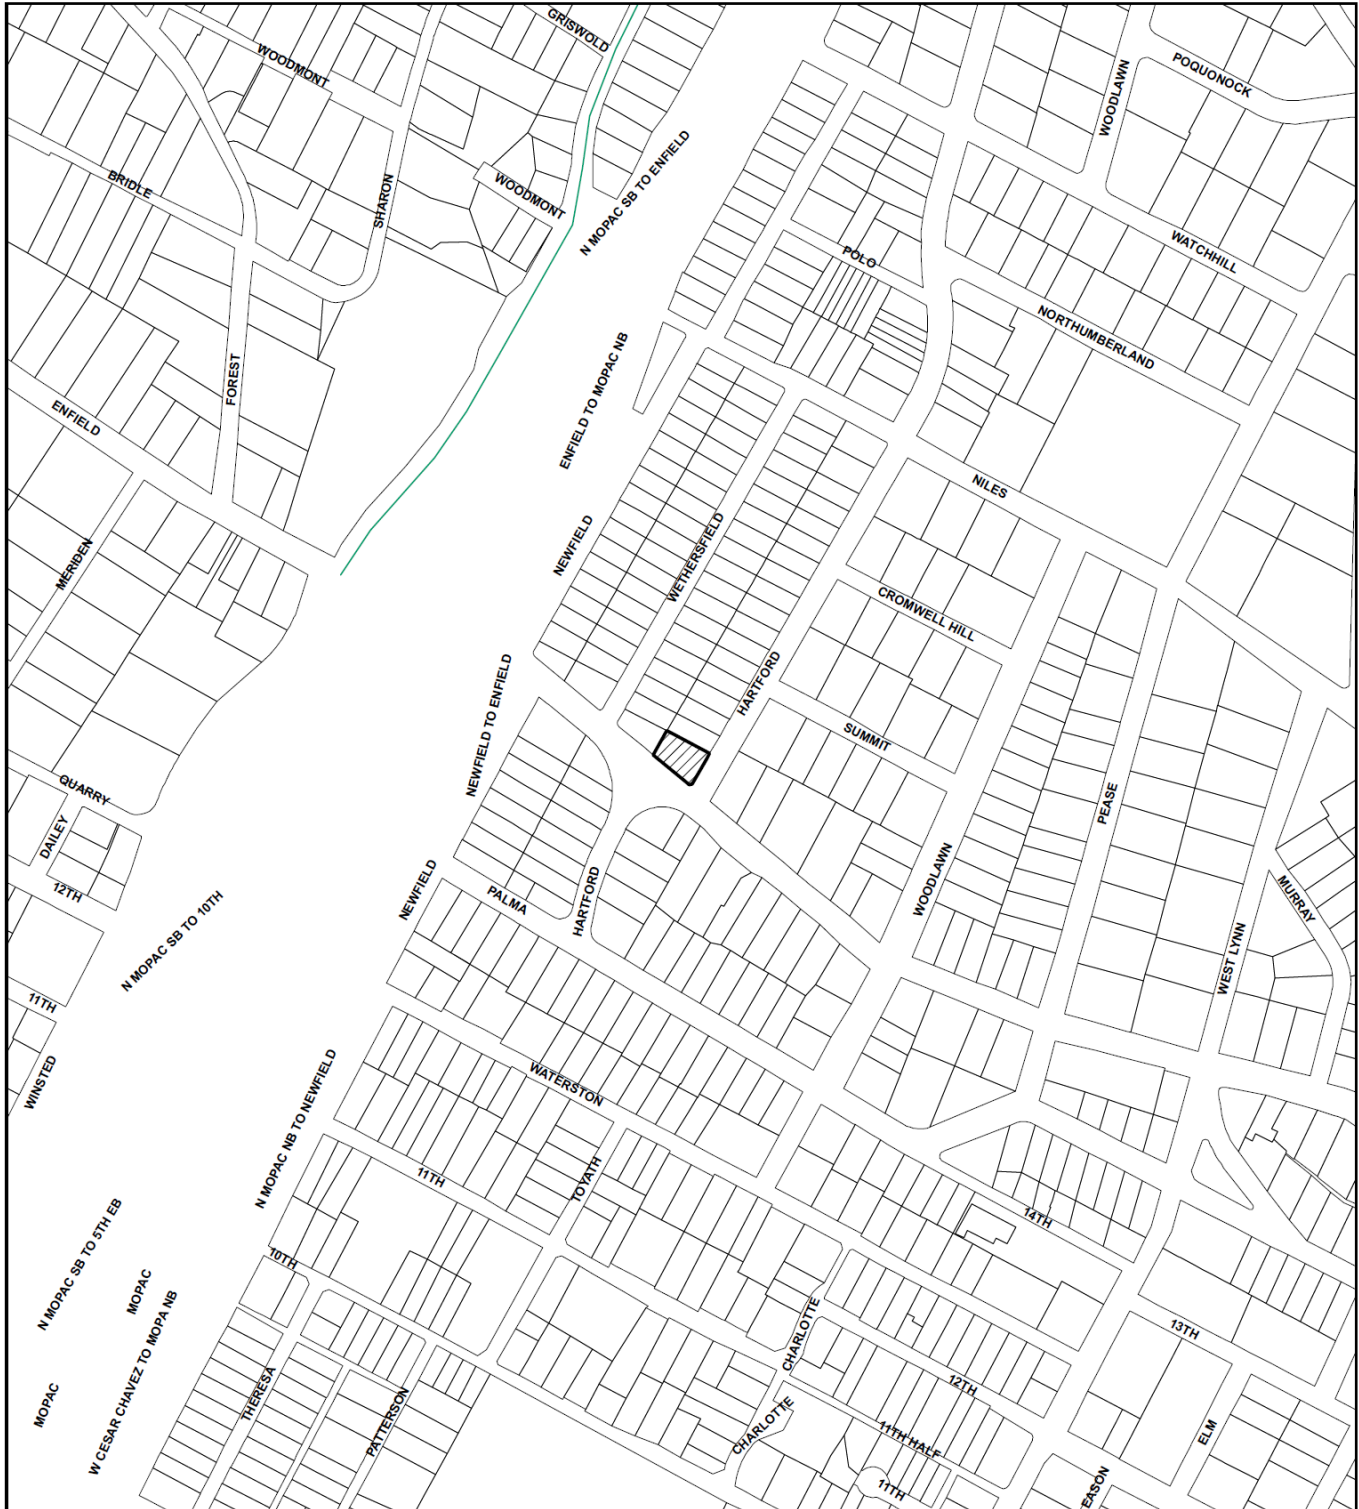 GRISWOLD
WOODMONT
POQUONOCK
WOODLAWN
BRIDLE
SHARON
WOODMONT
N MOPAC SB TO ENFIELD
WATCHHILL
POLO
NORTHUMBERLAND
FOREST
ENFIELD TO MOPAC NB
ENFIELD
NILES
NEWFIELD
WETHERSFIELD
MERIDEN
CROMWELL HILL
HARTFORD
NEWFIELD TO ENFIELD
SUMMIT
QUARRY
PEASE
DAILEY
12TH
NEWFIELD
PALMA
HARTFORD
WOODLAWN
MURRAY
N MOPAC SB TO 10TH
WEST LYNN
11TH
WINSTED
WATERSTON
N MOPAC NB TO NEWFIELD
11TH
TOYATH
14TH
N MOPAC SB TO 5TH EB
10TH
MOPAC
W CESAR CHAVEZ TO MOPA NB
CHARLOTTE
13TH
THERESA
12TH
MOPAC
PATTERSON
CHARLOTTE
11TH HALF
ELM
11TH
EASON